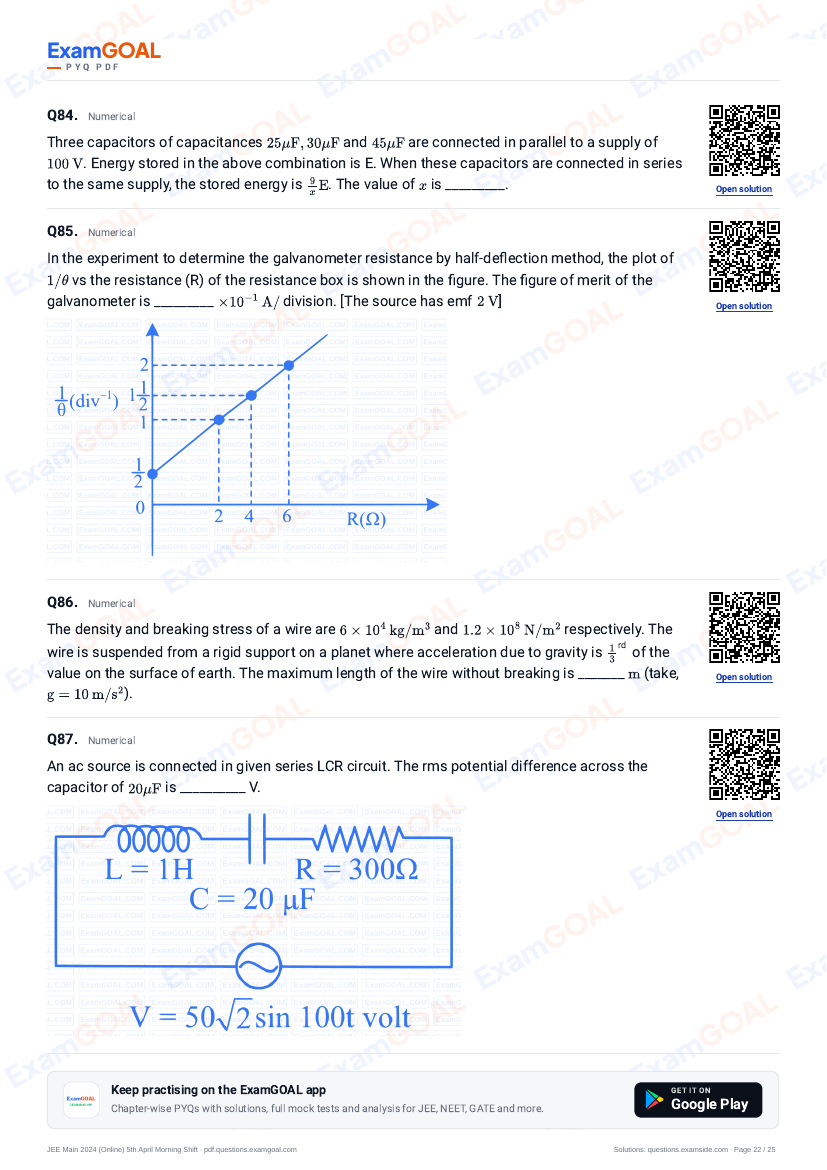 ExamGOAL
PYQ PDF
Q84. Numerical
Three capacitors of capacitances 25μF, 30μF and 45μF are connected in parallel to a supply of
100 V. Energy stored in the above combination is E. When these capacitors are connected in series
to the same supply, the stored energy is 9/x E. The value of x is _________.
Open solution
Q85. Numerical
In the experiment to determine the galvanometer resistance by half-deflection method, the plot of
1/θ vs the resistance (R) of the resistance box is shown in the figure. The figure of merit of the
galvanometer is _________ ×10⁻¹ A/ division. [The source has emf 2 V]
Open solution
2
1/θ (div⁻¹) 1 1/2
1
1/2
0
2 4 6 R(Ω)
Q86. Numerical
The density and breaking stress of a wire are 6 × 10⁴ kg/m³ and 1.2 × 10⁸ N/m² respectively. The
wire is suspended from a rigid support on a planet where acceleration due to gravity is 1/3 rd of the
value on the surface of earth. The maximum length of the wire without breaking is _______ m (take,
g = 10 m/s²).
Open solution
Q87. Numerical
An ac source is connected in given series LCR circuit. The rms potential difference across the
capacitor of 20μF is __________ V.
Open solution
L = 1H R = 300Ω
C = 20 μF
V = 50√2 sin 100t volt
Keep practising on the ExamGOAL app
Chapter-wise PYQs with solutions, full mock tests and analysis for JEE, NEET, GATE and more.
GET IT ON
Google Play
JEE Main 2024 (Online) 5th April Morning Shift · pdf.questions.examgoal.com
Solutions: questions.examside.com · Page 22 / 25